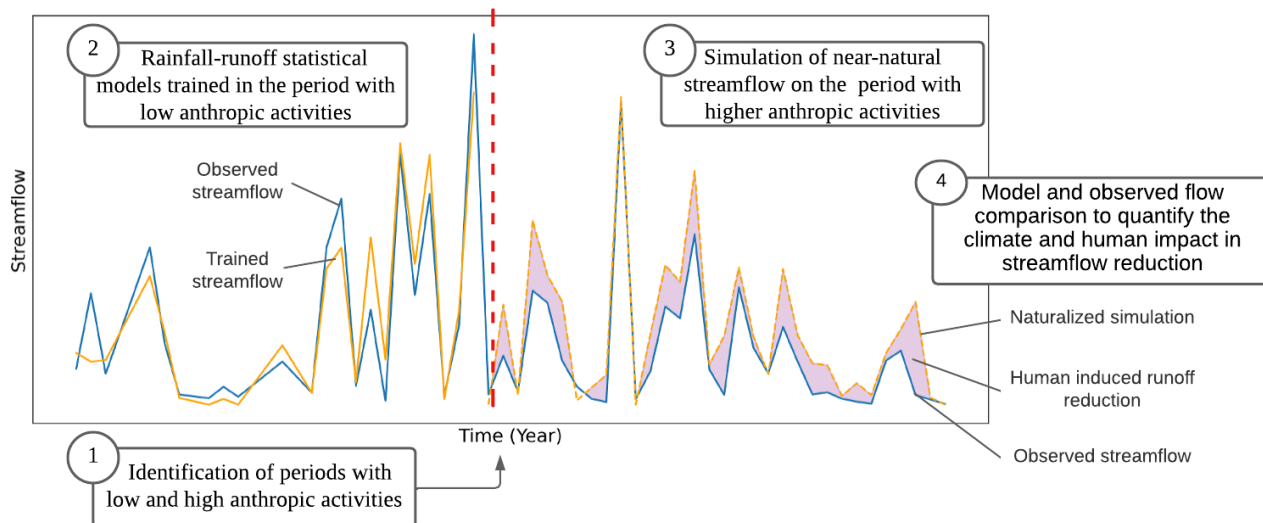 2
Rainfall-runoff statistical
models trained in the period with
low anthropic activities
3
Simulation of near-natural
streamflow on the period with
higher anthropic activities
Observed
streamflow
Trained
streamflow
4
Model and observed flow
comparison to quantify the
climate and human impact in
streamflow reduction
Streamflow
Naturalized simulation
Human induced runoff
reduction
Observed streamflow
Time (Year)
1
Identification of periods with
low and high anthropic activities